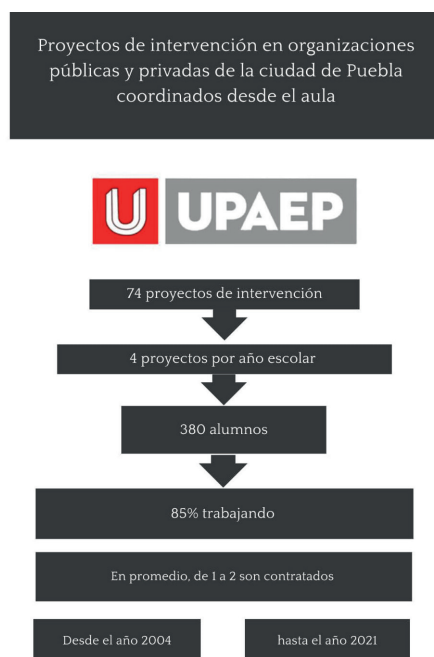 Proyectos de intervención en organizaciones
públicas y privadas de la ciudad de Puebla
coordinados desde el aula
U UPAEP
74 proyectos de intervención
4 proyectos por año escolar
380 alumnos
85% trabajando
En promedio, de 1 a 2 son contratados
Desde el año 2004
hasta el año 2021